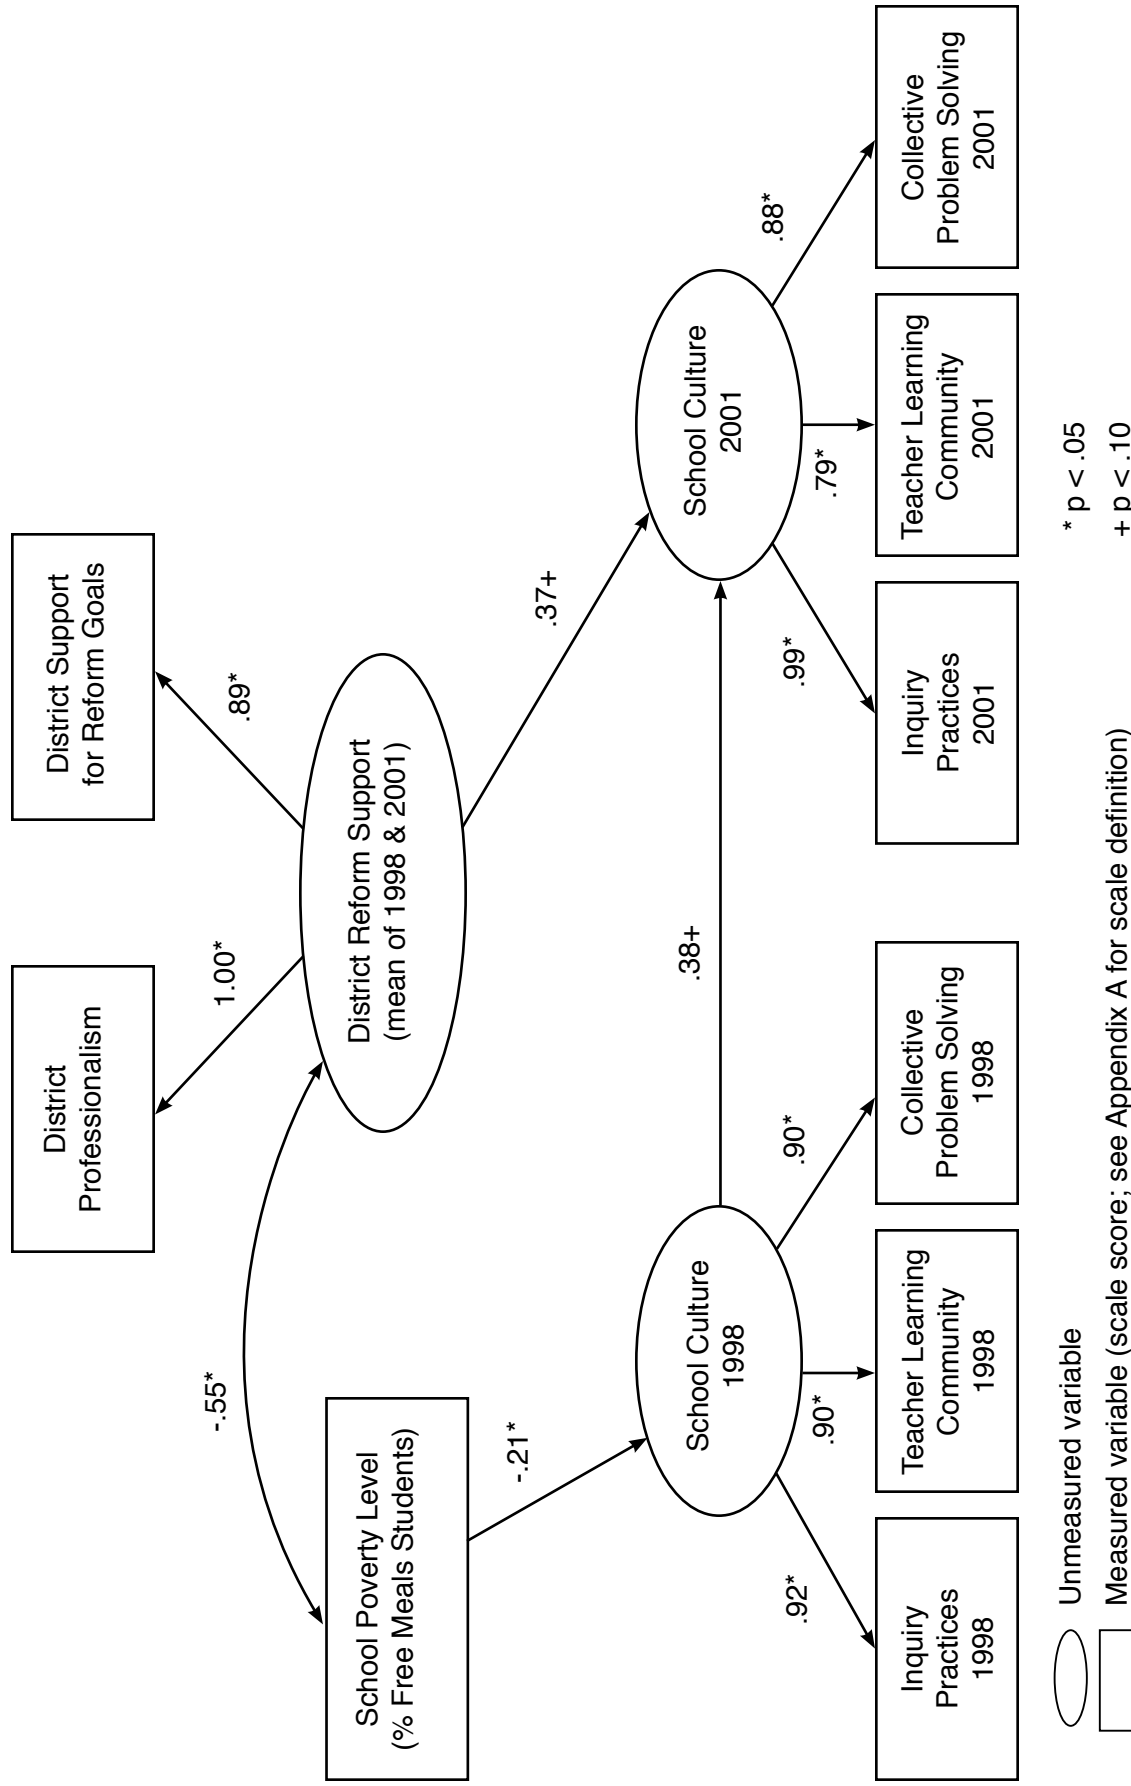 District
Professionalism
District Support
for Reform Goals
1.00*
.89*
-.55*
School Poverty Level
(% Free Meals Students)
District Reform Support
(mean of 1998 & 2001)
-.21*
.37+
School Culture
1998
.38+
School Culture
2001
.92*
.90*
.90*
.99*
.79*
.88*
Inquiry
Practices
1998
Teacher Learning
Community
1998
Collective
Problem Solving
1998
Inquiry
Practices
2001
Teacher Learning
Community
2001
Collective
Problem Solving
2001
Unmeasured variable
Measured variable (scale score; see Appendix A for scale definition)
* p < .05
+ p < .10